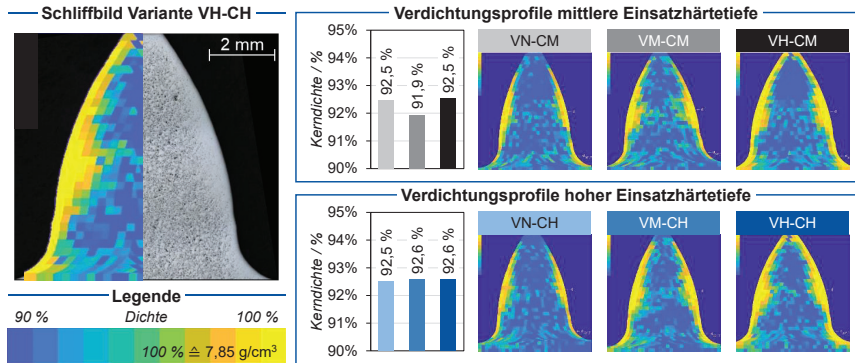 Schliffbild Variante VH-CH
2 mm
Legende
90 % Dichte 100 %
100 % ≙ 7,85 g/cm³
Verdichtungsprofile mittlere Einsatzhärtetiefe
Kerndichte / %
95%
94%
93%
92%
91%
90%
92,5 %
91,9 %
92,5 %
VN-CM
VM-CM
VH-CM
Verdichtungsprofile hoher Einsatzhärtetiefe
Kerndichte / %
95%
94%
93%
92%
91%
90%
92,5 %
92,6 %
92,6 %
VN-CH
VM-CH
VH-CH